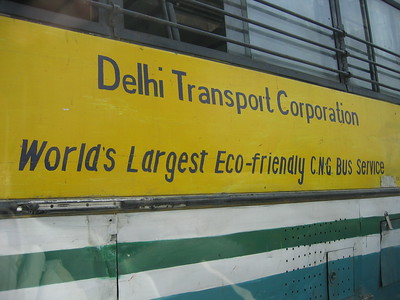 Delhi Transport Corporation
World's Largest Eco-friendly C.N.G. Bus Service